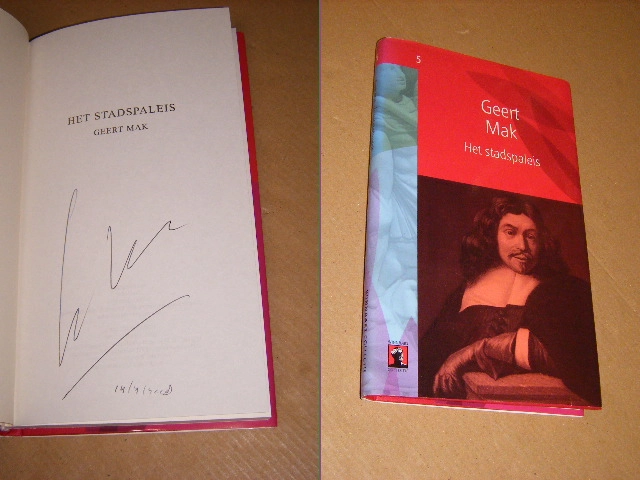 HET STADSPALEIS
GEERT MAK
5
Geert
Mak
Het stadspaleis